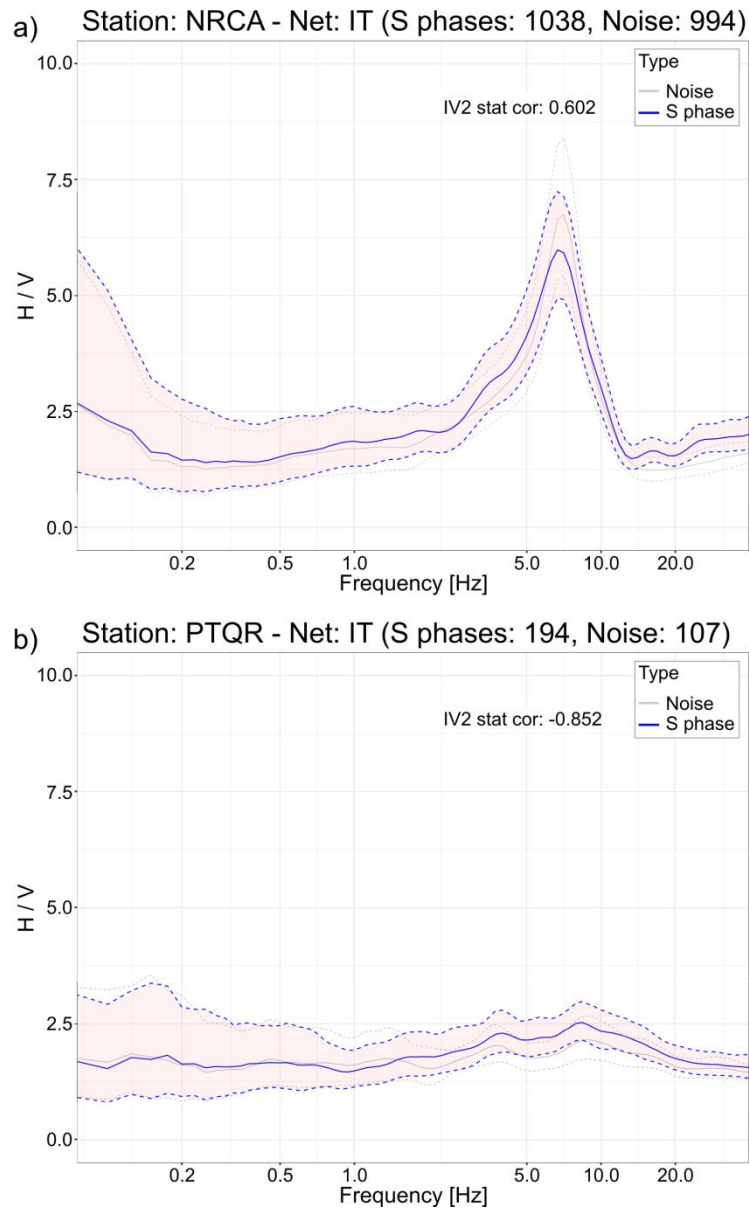 a) Station: NRCA - Net: IT (S phases: 1038, Noise: 994)
10.0
7.5
5.0
2.5
0.0
H / V
IV2 stat cor: 0.602
Type
Noise
S phase
0.2 0.5 1.0 5.0 10.0 20.0
Frequency [Hz]
b) Station: PTQR - Net: IT (S phases: 194, Noise: 107)
10.0
7.5
5.0
2.5
0.0
H / V
IV2 stat cor: -0.852
Type
Noise
S phase
0.2 0.5 1.0 5.0 10.0 20.0
Frequency [Hz]